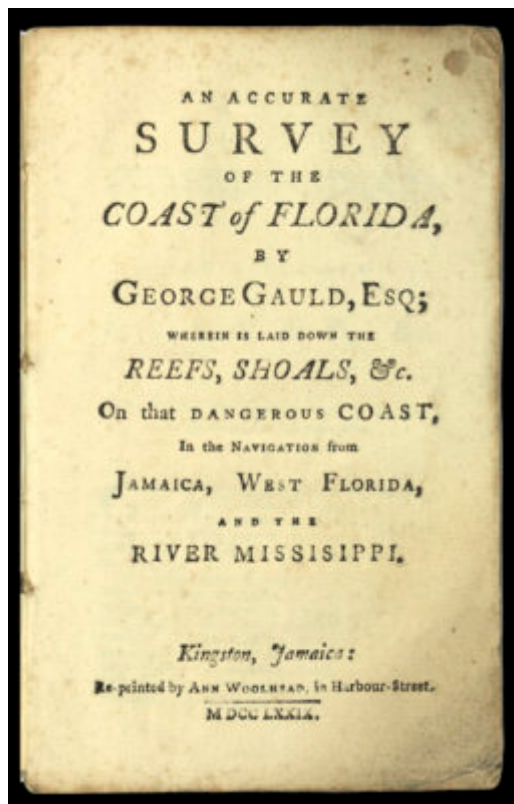 AN ACCURATE
SURVEY
OF THE
COAST of FLORIDA,
BY
GEORGE GAULD, ESQ;
WHEREIN IS LAID DOWN THE
REEFS, SHOALS, &c.
On that DANGEROUS COAST,
In the NAVIGATION from
JAMAICA, WEST FLORIDA,
AND THE
RIVER MISSISIPPI.
Kingston, Jamaica:
Re-printed by ANN WOOLHEAD, in Harbour-Street.
MDCCLXXIX.